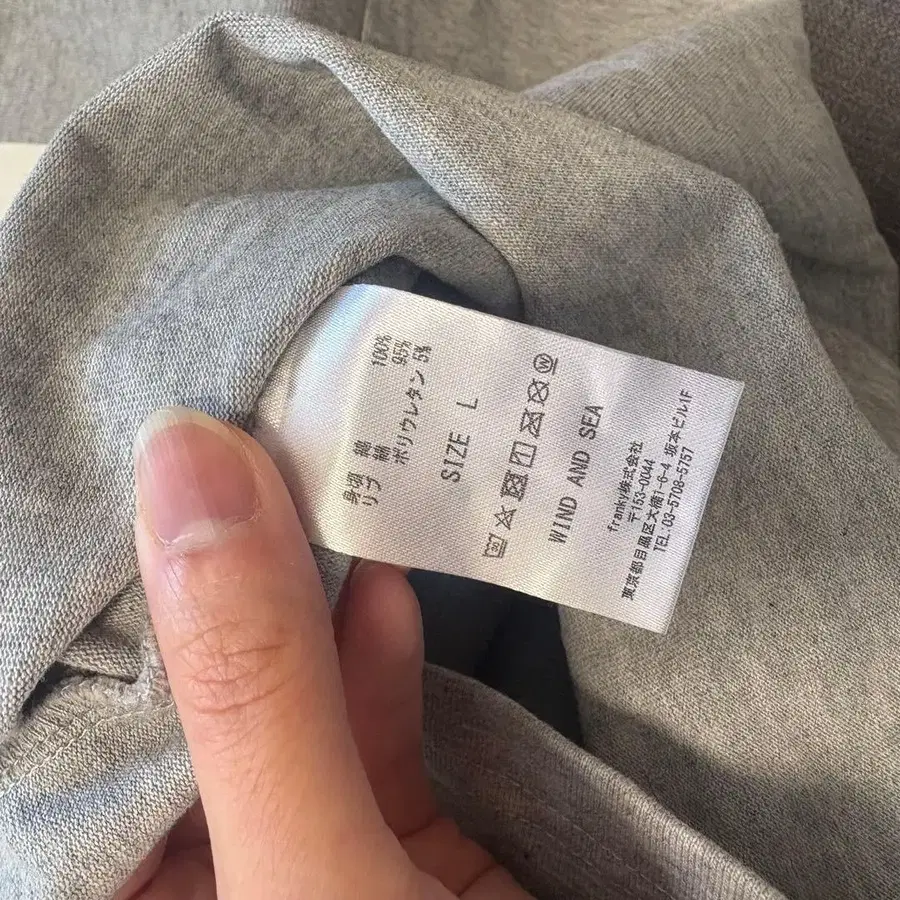 身頃 綿 100%
リブ 綿 95%
ポリウレタン 5%
SIZE L
WIND AND SEA
franky株式会社
〒153-0044
東京都目黒区大橋1-6-4 坂本ビル1F
TEL:03-5708-5757